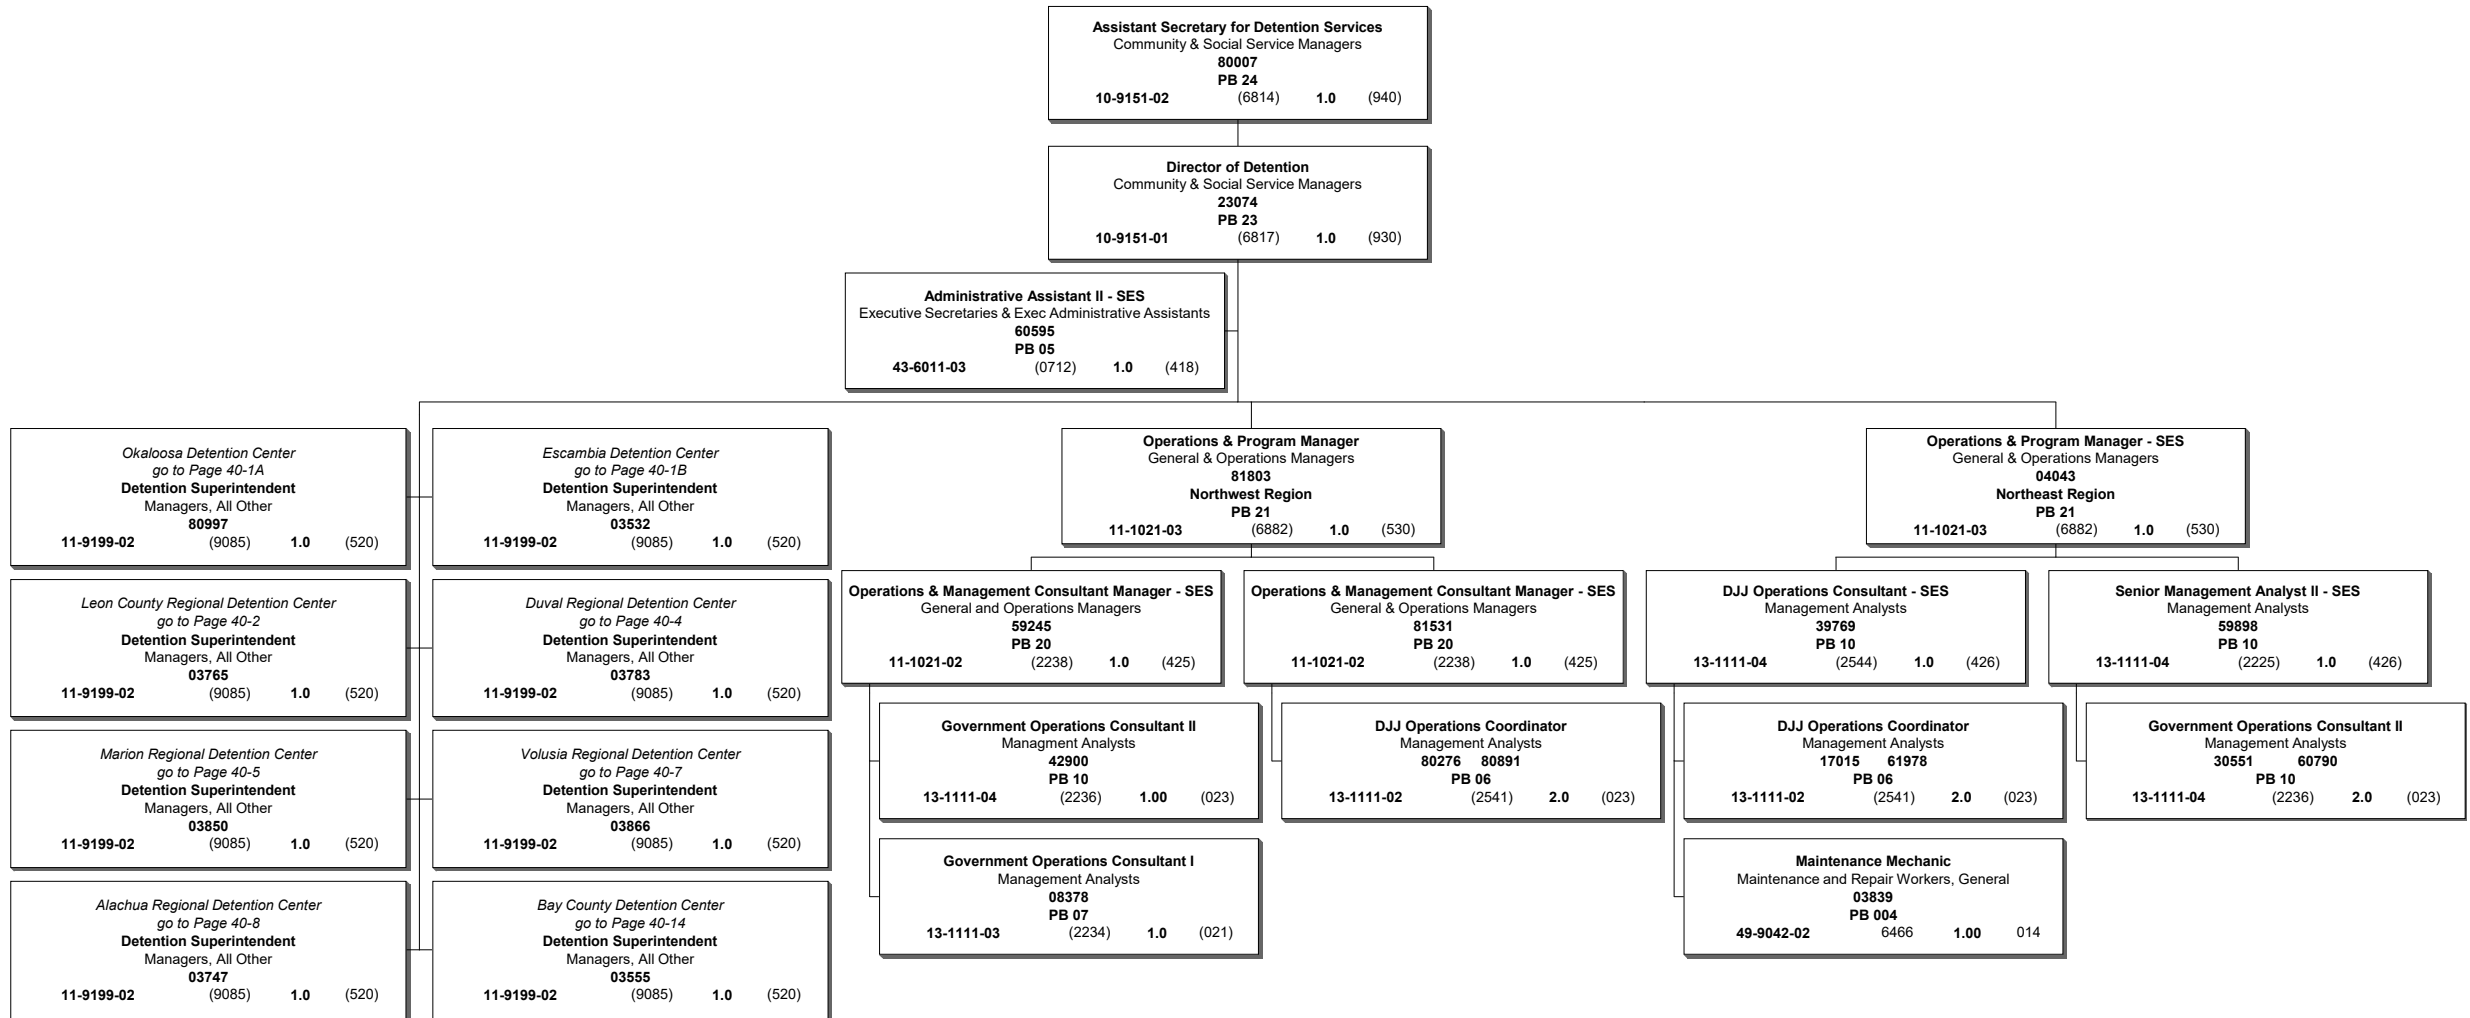 Assistant Secretary for Detention Services
Community & Social Service Managers
80007
PB 24
10-9151-02 (6814) 1.0 (940)
Director of Detention
Community & Social Service Managers
23074
PB 23
10-9151-01 (6817) 1.0 (930)
Administrative Assistant II - SES
Executive Secretaries & Exec Administrative Assistants
60595
PB 05
43-6011-03 (0712) 1.0 (418)
Okaloosa Detention Center
go to Page 40-1A
Detention Superintendent
Managers, All Other
80997
11-9199-02 (9085) 1.0 (520)
Escambia Detention Center
go to Page 40-1B
Detention Superintendent
Managers, All Other
03532
11-9199-02 (9085) 1.0 (520)
Operations & Program Manager
General & Operations Managers
81803
Northwest Region
PB 21
11-1021-03 (6882) 1.0 (530)
Operations & Program Manager - SES
General & Operations Managers
04043
Northeast Region
PB 21
11-1021-03 (6882) 1.0 (530)
Leon County Regional Detention Center
go to Page 40-2
Detention Superintendent
Managers, All Other
03765
11-9199-02 (9085) 1.0 (520)
Duval Regional Detention Center
go to Page 40-4
Detention Superintendent
Managers, All Other
03783
11-9199-02 (9085) 1.0 (520)
Operations & Management Consultant Manager - SES
General and Operations Managers
59245
PB 20
11-1021-02 (2238) 1.0 (425)
Operations & Management Consultant Manager - SES
General & Operations Managers
81531
PB 20
11-1021-02 (2238) 1.0 (425)
DJJ Operations Consultant - SES
Management Analysts
39769
PB 10
13-1111-04 (2544) 1.0 (426)
Senior Management Analyst II - SES
Management Analysts
59898
PB 10
13-1111-04 (2225) 1.0 (426)
Marion Regional Detention Center
go to Page 40-5
Detention Superintendent
Managers, All Other
03850
11-9199-02 (9085) 1.0 (520)
Volusia Regional Detention Center
go to Page 40-7
Detention Superintendent
Managers, All Other
03866
11-9199-02 (9085) 1.0 (520)
Government Operations Consultant II
Managment Analysts
42900
PB 10
13-1111-04 (2236) 1.00 (023)
DJJ Operations Coordinator
Management Analysts
80276 80891
PB 06
13-1111-02 (2541) 2.0 (023)
DJJ Operations Coordinator
Management Analysts
17015 61978
PB 06
13-1111-02 (2541) 2.0 (023)
Government Operations Consultant II
Management Analysts
30551 60790
PB 10
13-1111-04 (2236) 2.0 (023)
Alachua Regional Detention Center
go to Page 40-8
Detention Superintendent
Managers, All Other
03747
11-9199-02 (9085) 1.0 (520)
Bay County Detention Center
go to Page 40-14
Detention Superintendent
Managers, All Other
03555
11-9199-02 (9085) 1.0 (520)
Government Operations Consultant I
Management Analysts
08378
PB 07
13-1111-03 (2234) 1.0 (021)
Maintenance Mechanic
Maintenance and Repair Workers, General
03839
PB 004
49-9042-02 6466 1.00 014